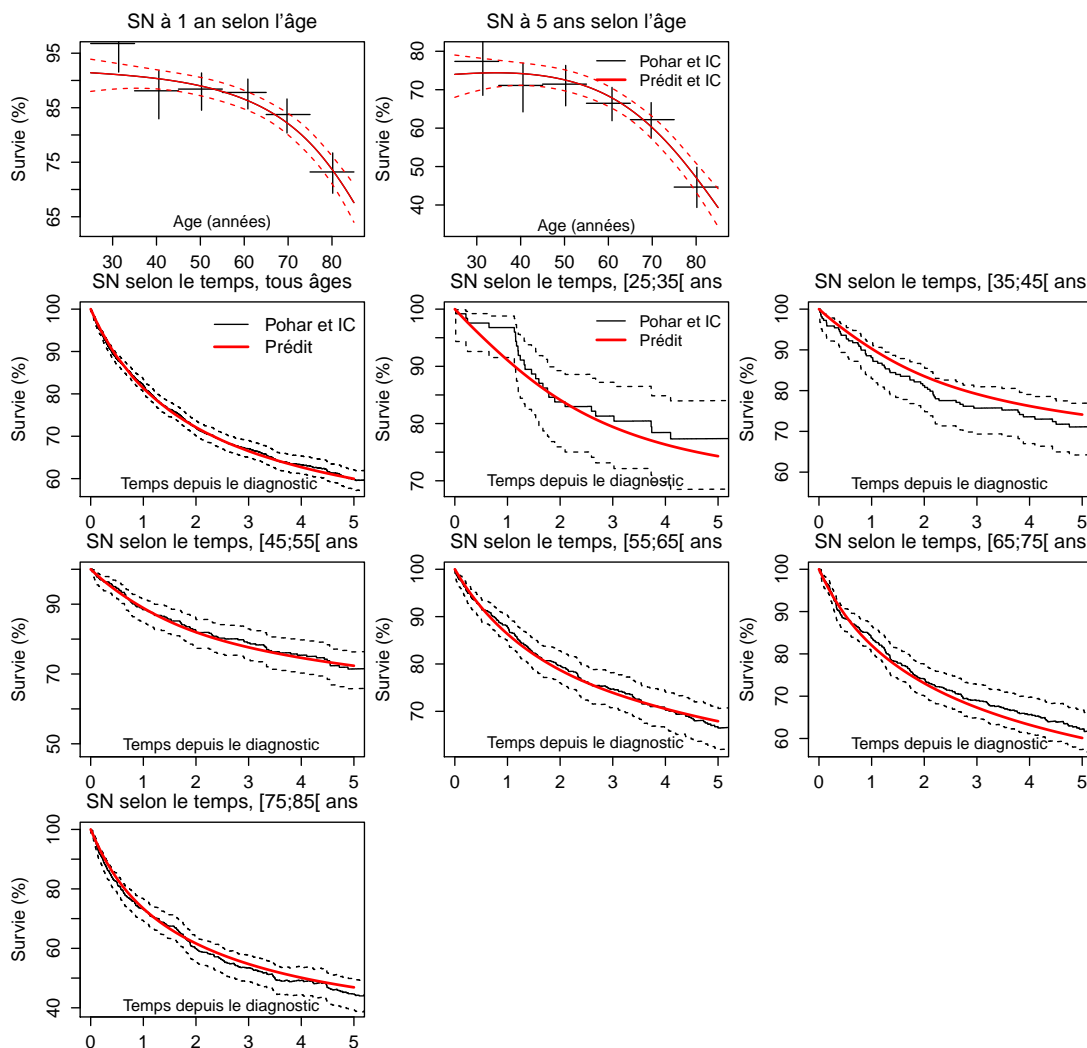 SN à 1 an selon l'âge
Survie (%)
95
85
75
65
Age (années)
30 40 50 60 70 80
SN à 5 ans selon l'âge
Survie (%)
80
70
60
50
40
Pohar et IC
Prédit et IC
Age (années)
30 40 50 60 70 80
SN selon le temps, tous âges
Survie (%)
100
90
80
70
60
Pohar et IC
Prédit
Temps depuis le diagnostic
0 1 2 3 4 5
SN selon le temps, [25;35[ ans
Survie (%)
100
90
80
70
Pohar et IC
Prédit
Temps depuis le diagnostic
0 1 2 3 4 5
SN selon le temps, [35;45[ ans
Survie (%)
100
90
80
70
60
Temps depuis le diagnostic
0 1 2 3 4 5
SN selon le temps, [45;55[ ans
Survie (%)
90
70
50
Temps depuis le diagnostic
0 1 2 3 4 5
SN selon le temps, [55;65[ ans
Survie (%)
100
90
80
70
Temps depuis le diagnostic
0 1 2 3 4 5
SN selon le temps, [65;75[ ans
Survie (%)
100
90
80
70
60
Temps depuis le diagnostic
0 1 2 3 4 5
SN selon le temps, [75;85[ ans
Survie (%)
100
80
60
40
Temps depuis le diagnostic
0 1 2 3 4 5